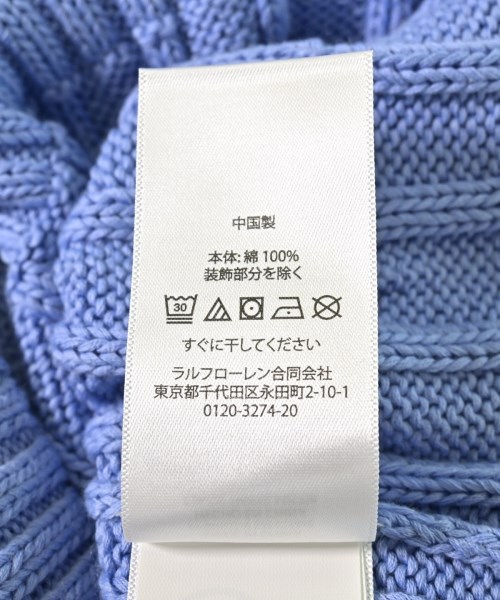 中国製
本体: 綿 100%
装飾部分を除く
30
すぐに干してください
ラルフローレン合同会社
東京都千代田区永田町2-10-1
0120-3274-20